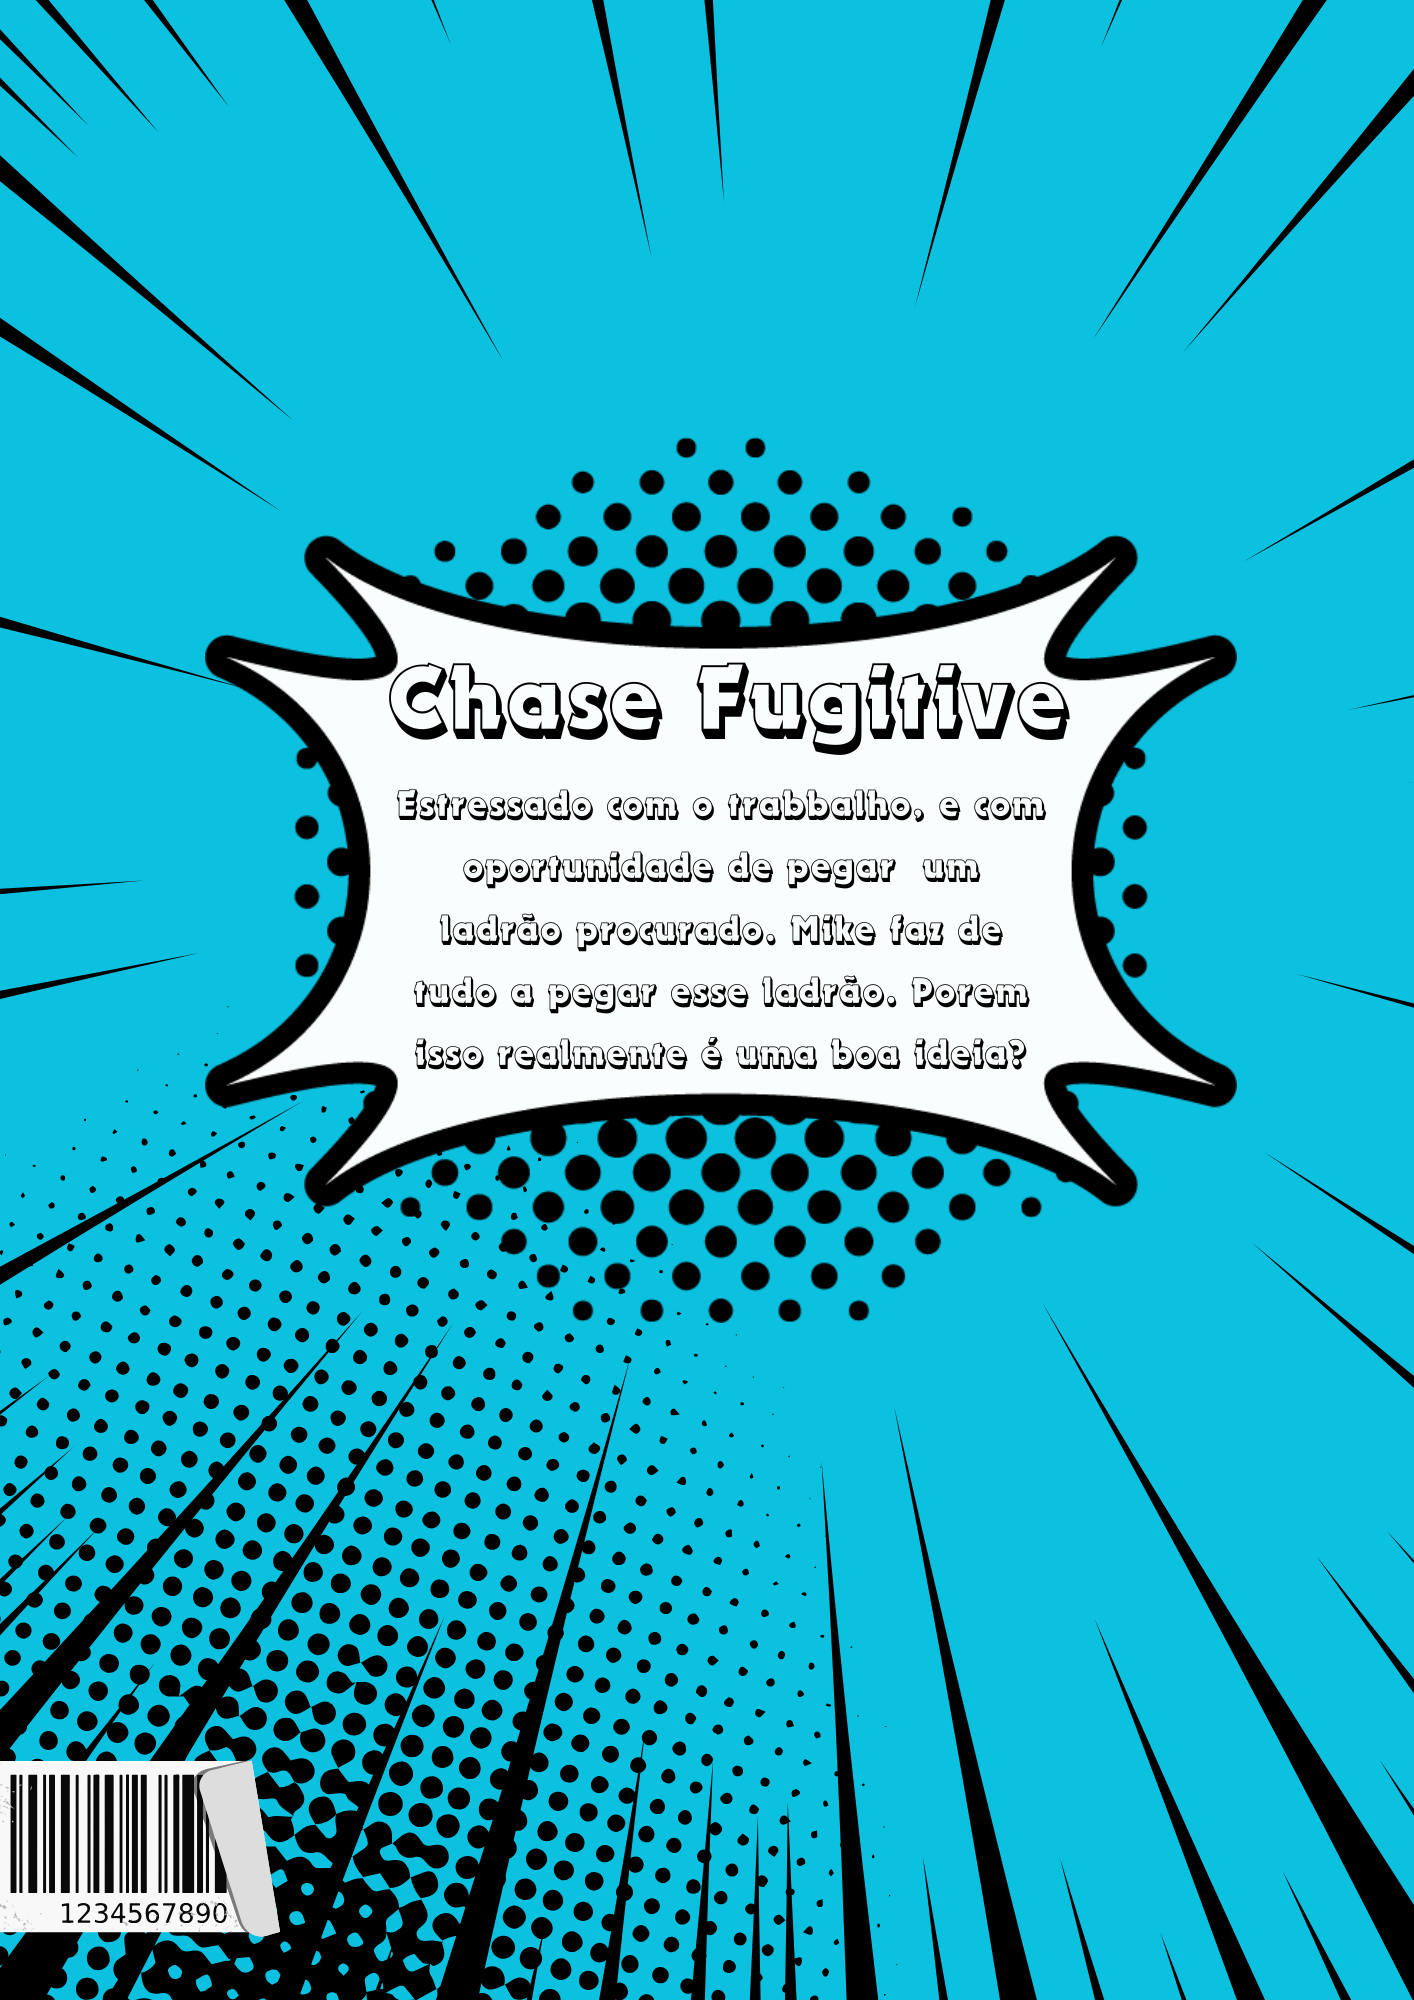 Chase Fugitive
Estressado com o trabbalho, e com
oportunidade de pegar um
ladrão procurado. Mike faz de
tudo a pegar esse ladrão. Porem
isso realmente é uma boa ideia?
1234567890